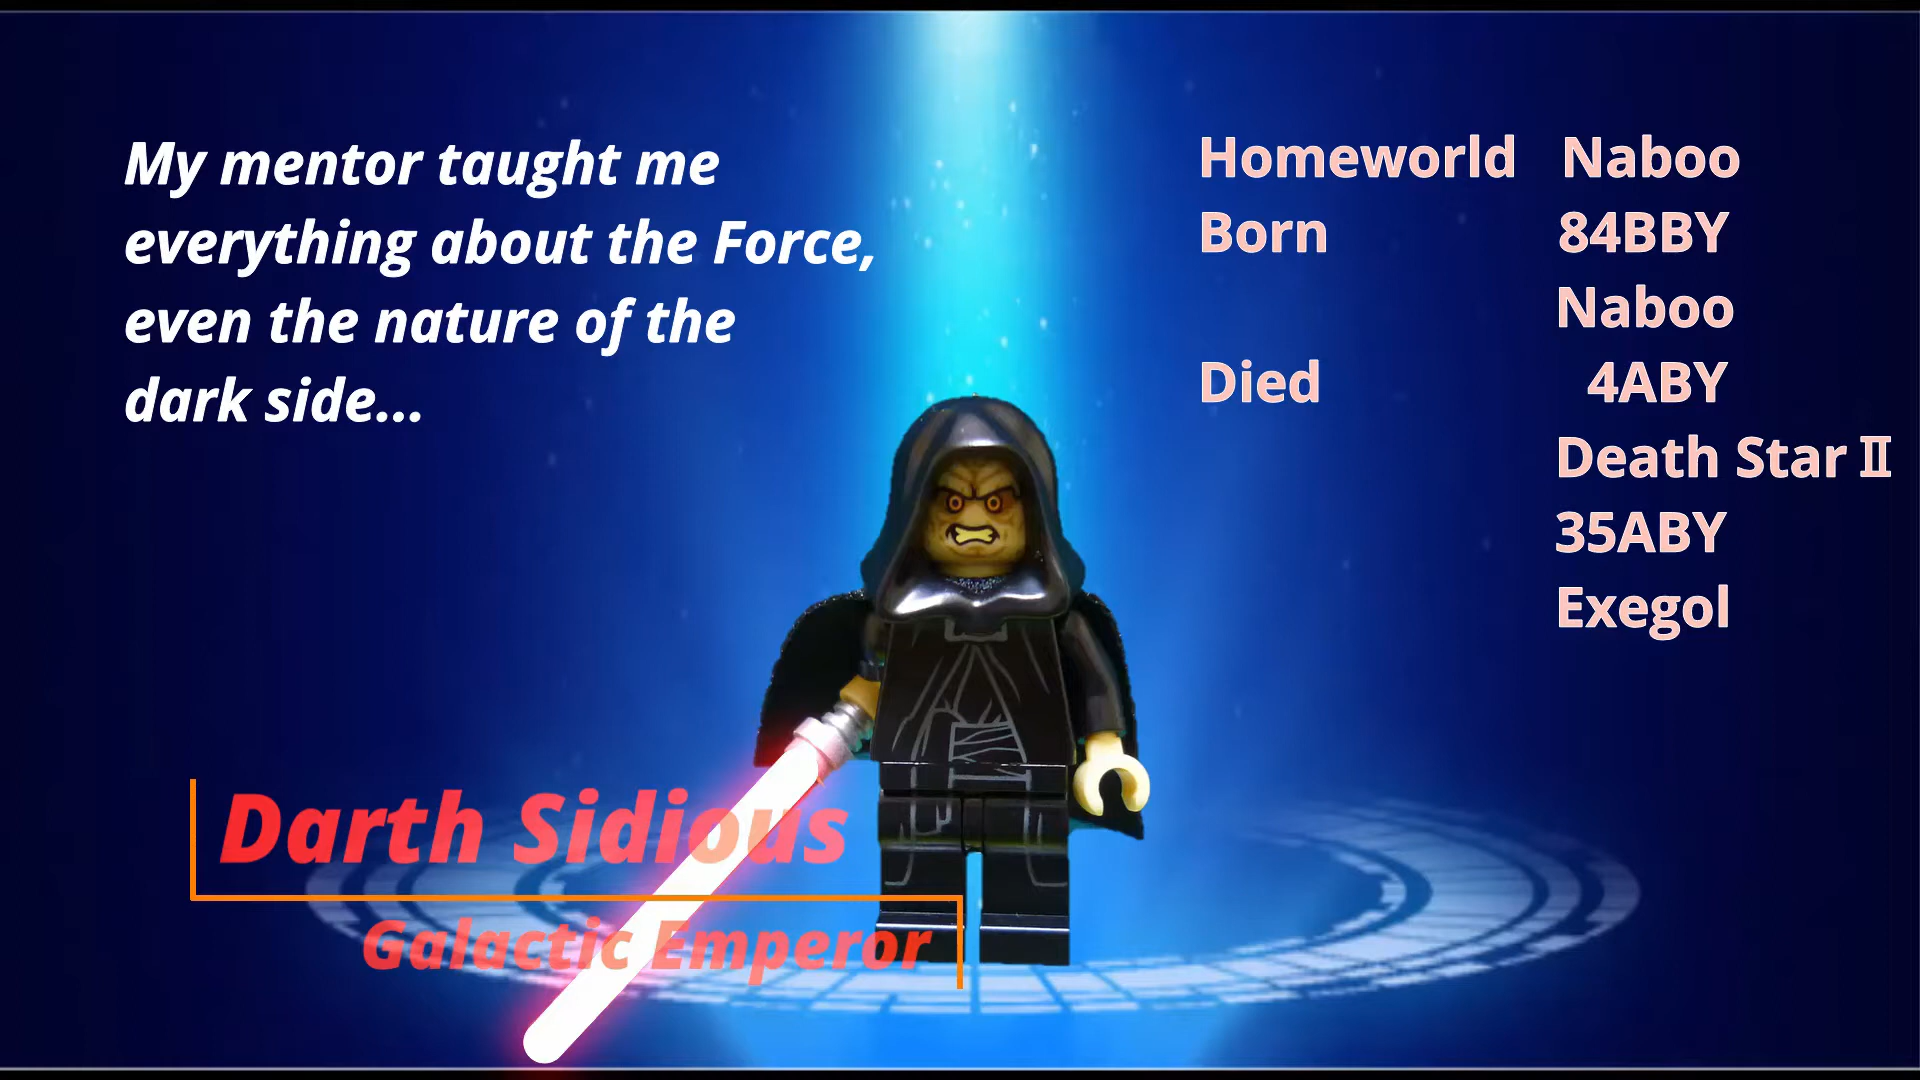 My mentor taught me
everything about the Force,
even the nature of the
dark side...
Homeworld Naboo
Born 84BBY
Naboo
Died 4ABY
Death Star Ⅱ
35ABY
Exegol
Darth Sidious
Galactic Emperor